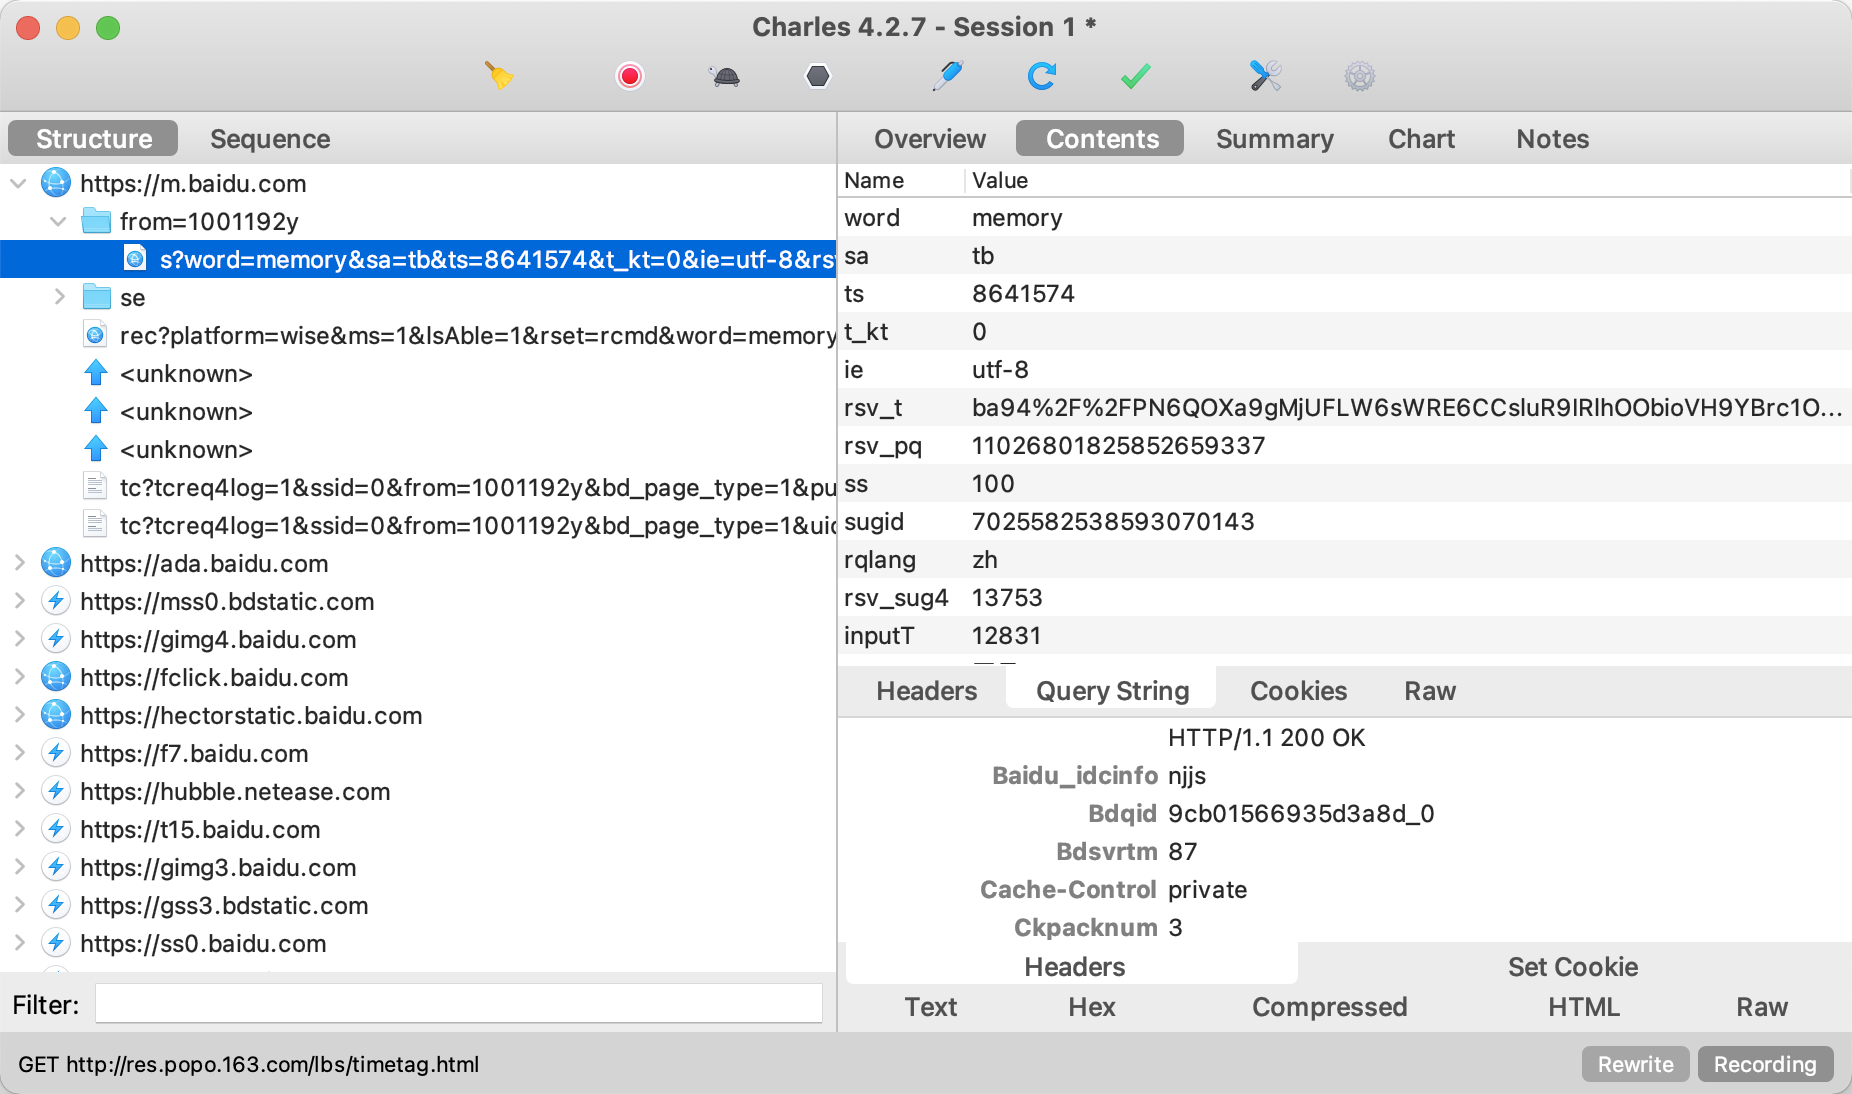 Charles 4.2.7 - Session 1 *
Structure Sequence
https://m.baidu.com
from=1001192y
s?word=memory&sa=tb&ts=8641574&t_kt=0&ie=utf-8&rsv
se
rec?platform=wise&ms=1&lsAble=1&rset=rcmd&word=memory
<unknown>
<unknown>
<unknown>
tc?tcreq4log=1&ssid=0&from=1001192y&bd_page_type=1&pu
tc?tcreq4log=1&ssid=0&from=1001192y&bd_page_type=1&uid
https://ada.baidu.com
https://mss0.bdstatic.com
https://gimg4.baidu.com
https://fclick.baidu.com
https://hectorstatic.baidu.com
https://f7.baidu.com
https://hubble.netease.com
https://t15.baidu.com
https://gimg3.baidu.com
https://gss3.bdstatic.com
https://ss0.baidu.com
Filter:
Overview Contents Summary Chart Notes
Name Value
word memory
sa tb
ts 8641574
t_kt 0
ie utf-8
rsv_t ba94%2F%2FPN6QOXa9gMjUFLW6sWRE6CCsluR9IRlhOObioVH9YBrc1O...
rsv_pq 11026801825852659337
ss 100
sugid 7025582538593070143
rqlang zh
rsv_sug4 13753
inputT 12831
Headers Query String Cookies Raw
HTTP/1.1 200 OK
Baidu_idcinfo njjs
Bdqid 9cb01566935d3a8d_0
Bdsvrtm 87
Cache-Control private
Ckpacknum 3
Headers Set Cookie
Text Hex Compressed HTML Raw
GET http://res.popo.163.com/lbs/timetag.html
Rewrite Recording